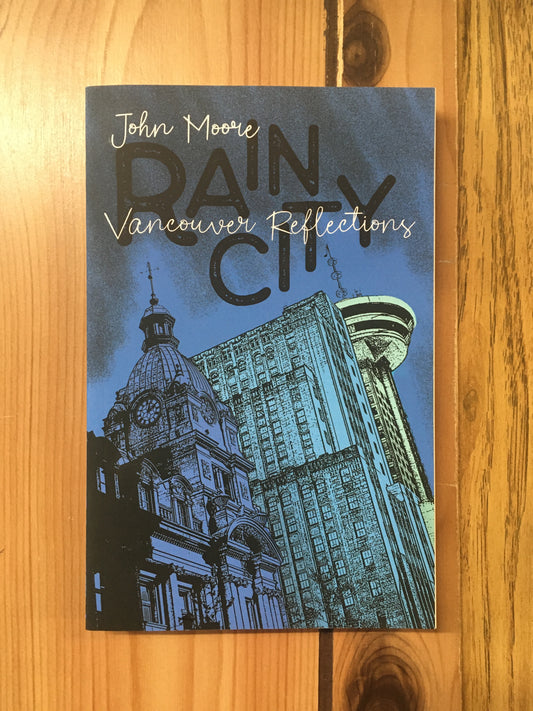 John Moore
RAIN
Vancouver Reflections
CITY